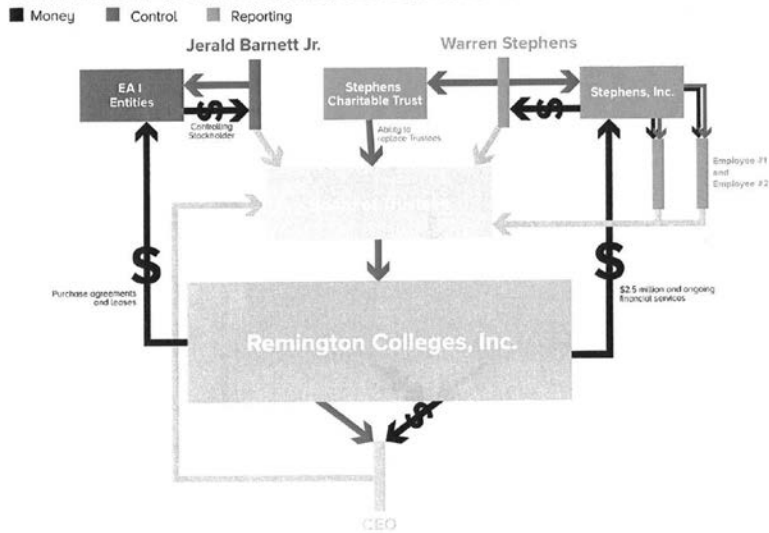 Money
Control
Reporting
Jerald Barnett Jr.
Warren Stephens
EA I
Entities
Stephens
Charitable Trust
Stephens, Inc.
$
$
Controlling
Stockholder
Ability to
replace Trustees
Employee #1
and
Employee #2
$
$
Purchase agreements
and leases
$2.5 million and ongoing
financial services
Remington Colleges, Inc.
$
CEO